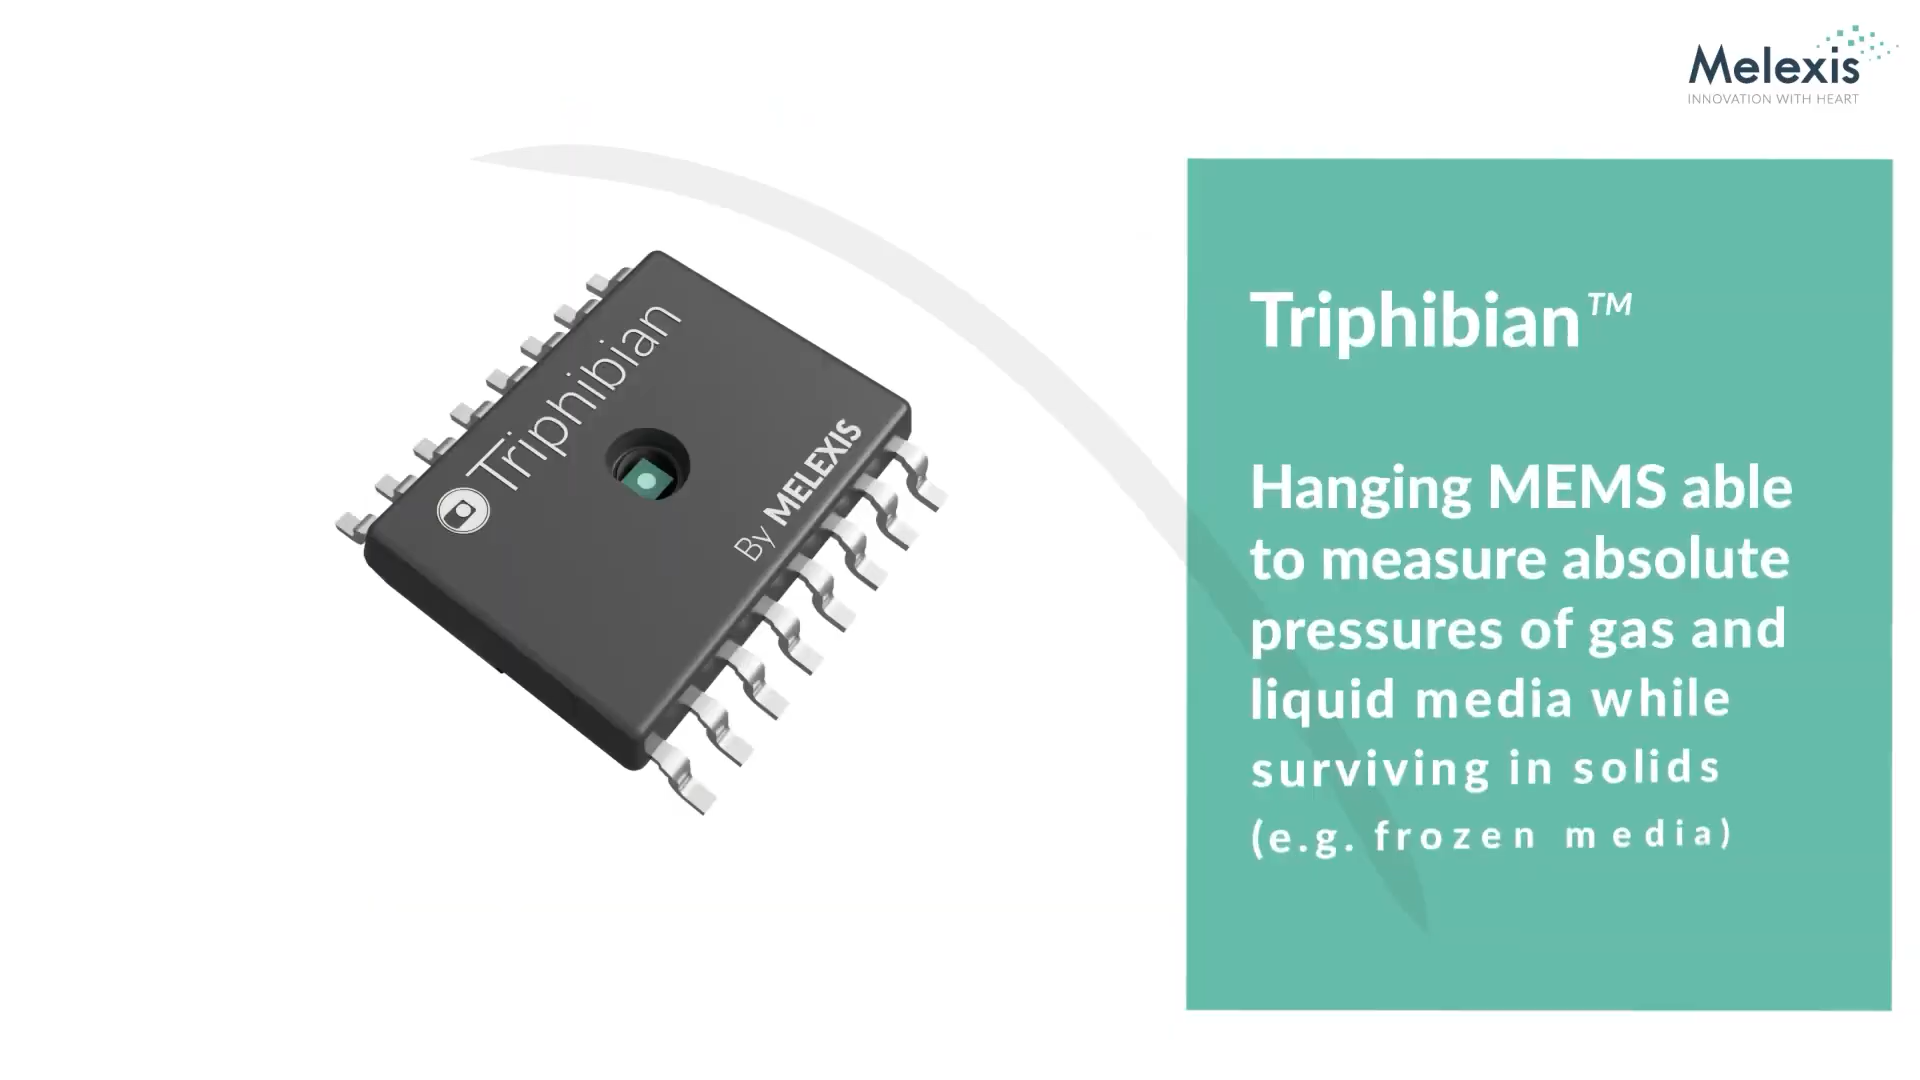 Melexis
INNOVATION WITH HEART
Triphibian
By MELEXIS
Triphibian™
Hanging MEMS able
to measure absolute
pressures of gas and
liquid media while
surviving in solids
(e.g. frozen media)